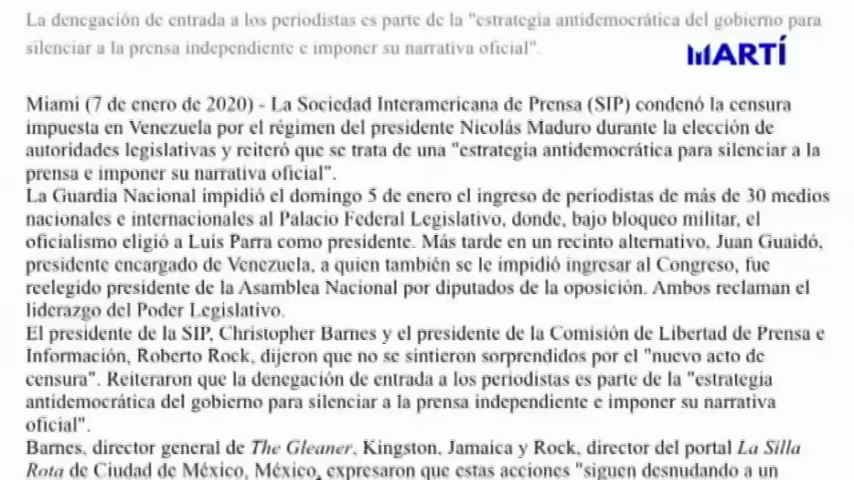 La denegación de entrada a los periodistas es parte de la "estrategia antidemocrática del gobierno para
silenciar a la prensa independiente e imponer su narrativa oficial".
MARTÍ
Miami (7 de enero de 2020) - La Sociedad Interamericana de Prensa (SIP) condenó la censura
impuesta en Venezuela por el régimen del presidente Nicolás Maduro durante la elección de
autoridades legislativas y reiteró que se trata de una "estrategia antidemocrática para silenciar a la
prensa e imponer su narrativa oficial".
La Guardia Nacional impidió el domingo 5 de enero el ingreso de periodistas de más de 30 medios
nacionales e internacionales al Palacio Federal Legislativo, donde, bajo bloqueo militar, el
oficialismo eligió a Luis Parra como presidente. Más tarde en un recinto alternativo, Juan Guaidó,
presidente encargado de Venezuela, a quien también se le impidió ingresar al Congreso, fue
reelegido presidente de la Asamblea Nacional por diputados de la oposición. Ambos reclaman el
liderazgo del Poder Legislativo.
El presidente de la SIP, Christopher Barnes y el presidente de la Comisión de Libertad de Prensa e
Información, Roberto Rock, dijeron que no se sintieron sorprendidos por el "nuevo acto de
censura". Reiteraron que la denegación de entrada a los periodistas es parte de la "estrategia
antidemocrática del gobierno para silenciar a la prensa independiente e imponer su narrativa
oficial".
Barnes, director general de The Gleaner, Kingston, Jamaica y Rock, director del portal La Silla
Rota de Ciudad de México, México, expresaron que estas acciones "siguen desnudando a un